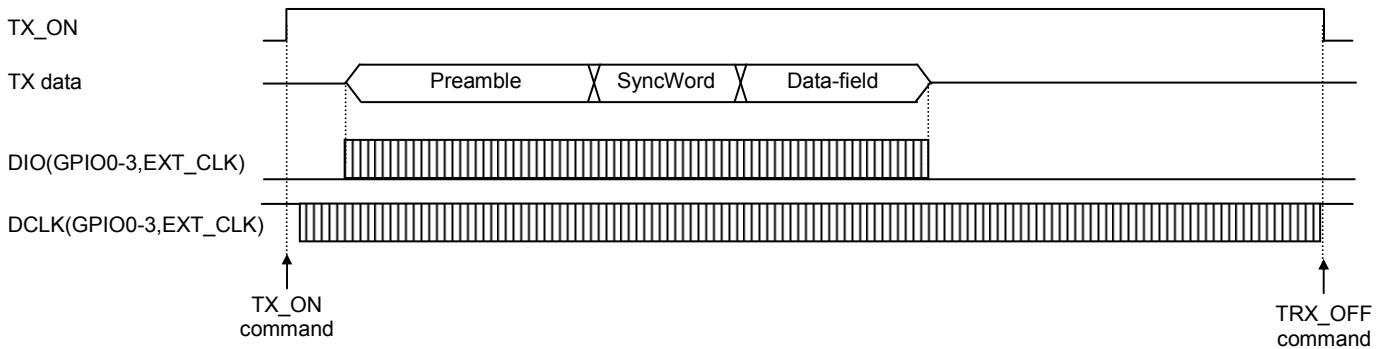 TX_ON
TX data
Preamble
SyncWord
Data-field
DIO(GPIO0-3,EXT_CLK)
DCLK(GPIO0-3,EXT_CLK)
TX_ON
command
TRX_OFF
command